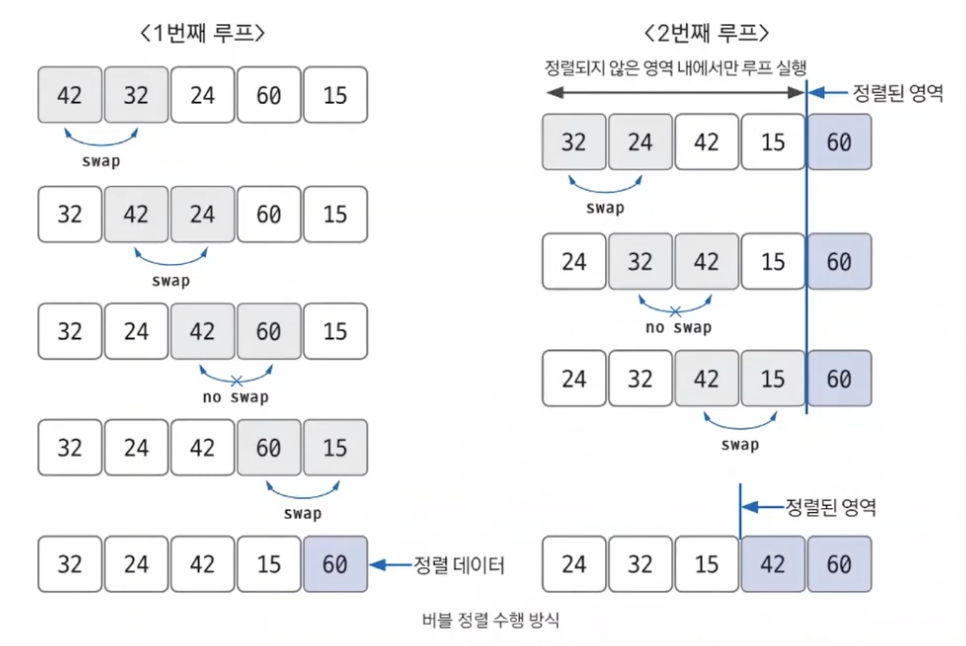 <1번째 루프>
42 32 24 60 15
swap
32 42 24 60 15
swap
32 24 42 60 15
no swap
32 24 42 60 15
swap
32 24 42 15 60
정렬 데이터
<2번째 루프>
정렬되지 않은 영역 내에서만 루프 실행
정렬된 영역
32 24 42 15 60
swap
24 32 42 15 60
no swap
24 32 42 15 60
swap
정렬된 영역
24 32 15 42 60
버블 정렬 수행 방식